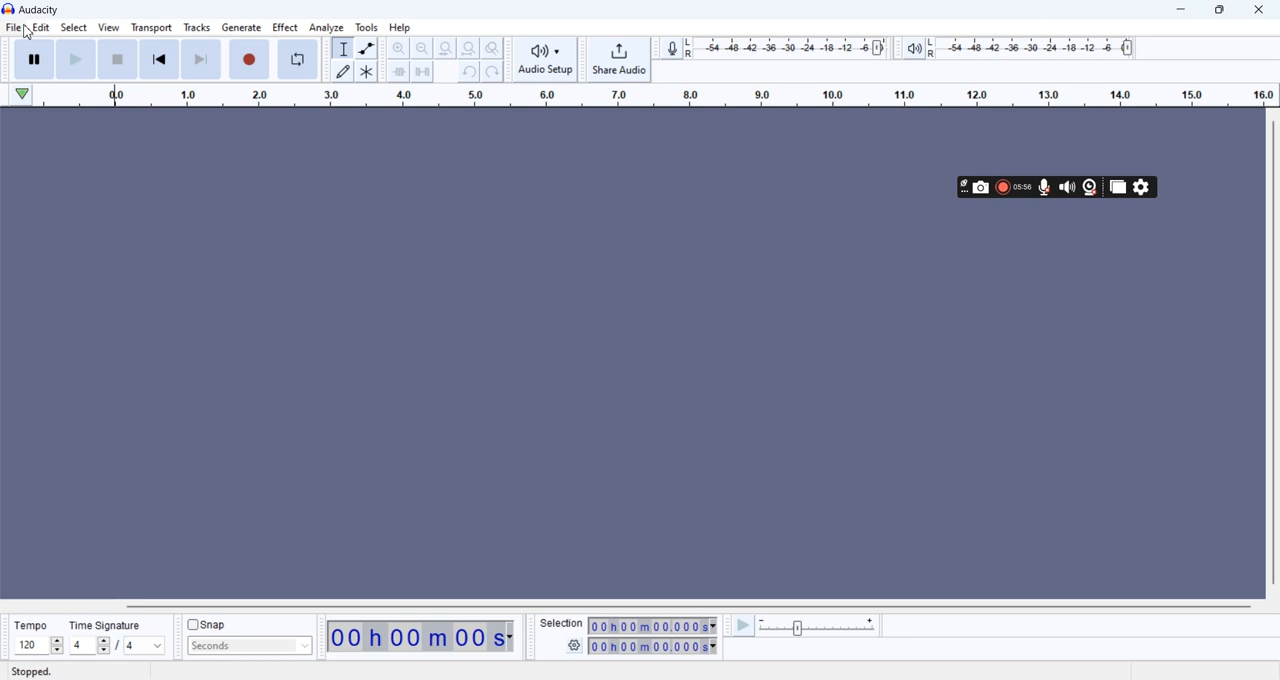 Audacity
File Edit Select View Transport Tracks Generate Effect Analyze Tools Help
Audio Setup
Share Audio
L
R
-54 -48 -42 -36 -30 -24 -18 -12 -6 0
L
R
-54 -48 -42 -36 -30 -24 -18 -12 -6
0.0 1.0 2.0 3.0 4.0 5.0 6.0 7.0 8.0 9.0 10.0 11.0 12.0 13.0 14.0 15.0 16.0
05:56
Tempo Time Signature
120 4 / 4
Snap
Seconds
00 h 00 m 00 s
Selection
00 h 00 m 00.000 s
00 h 00 m 00.000 s
- +
Stopped.